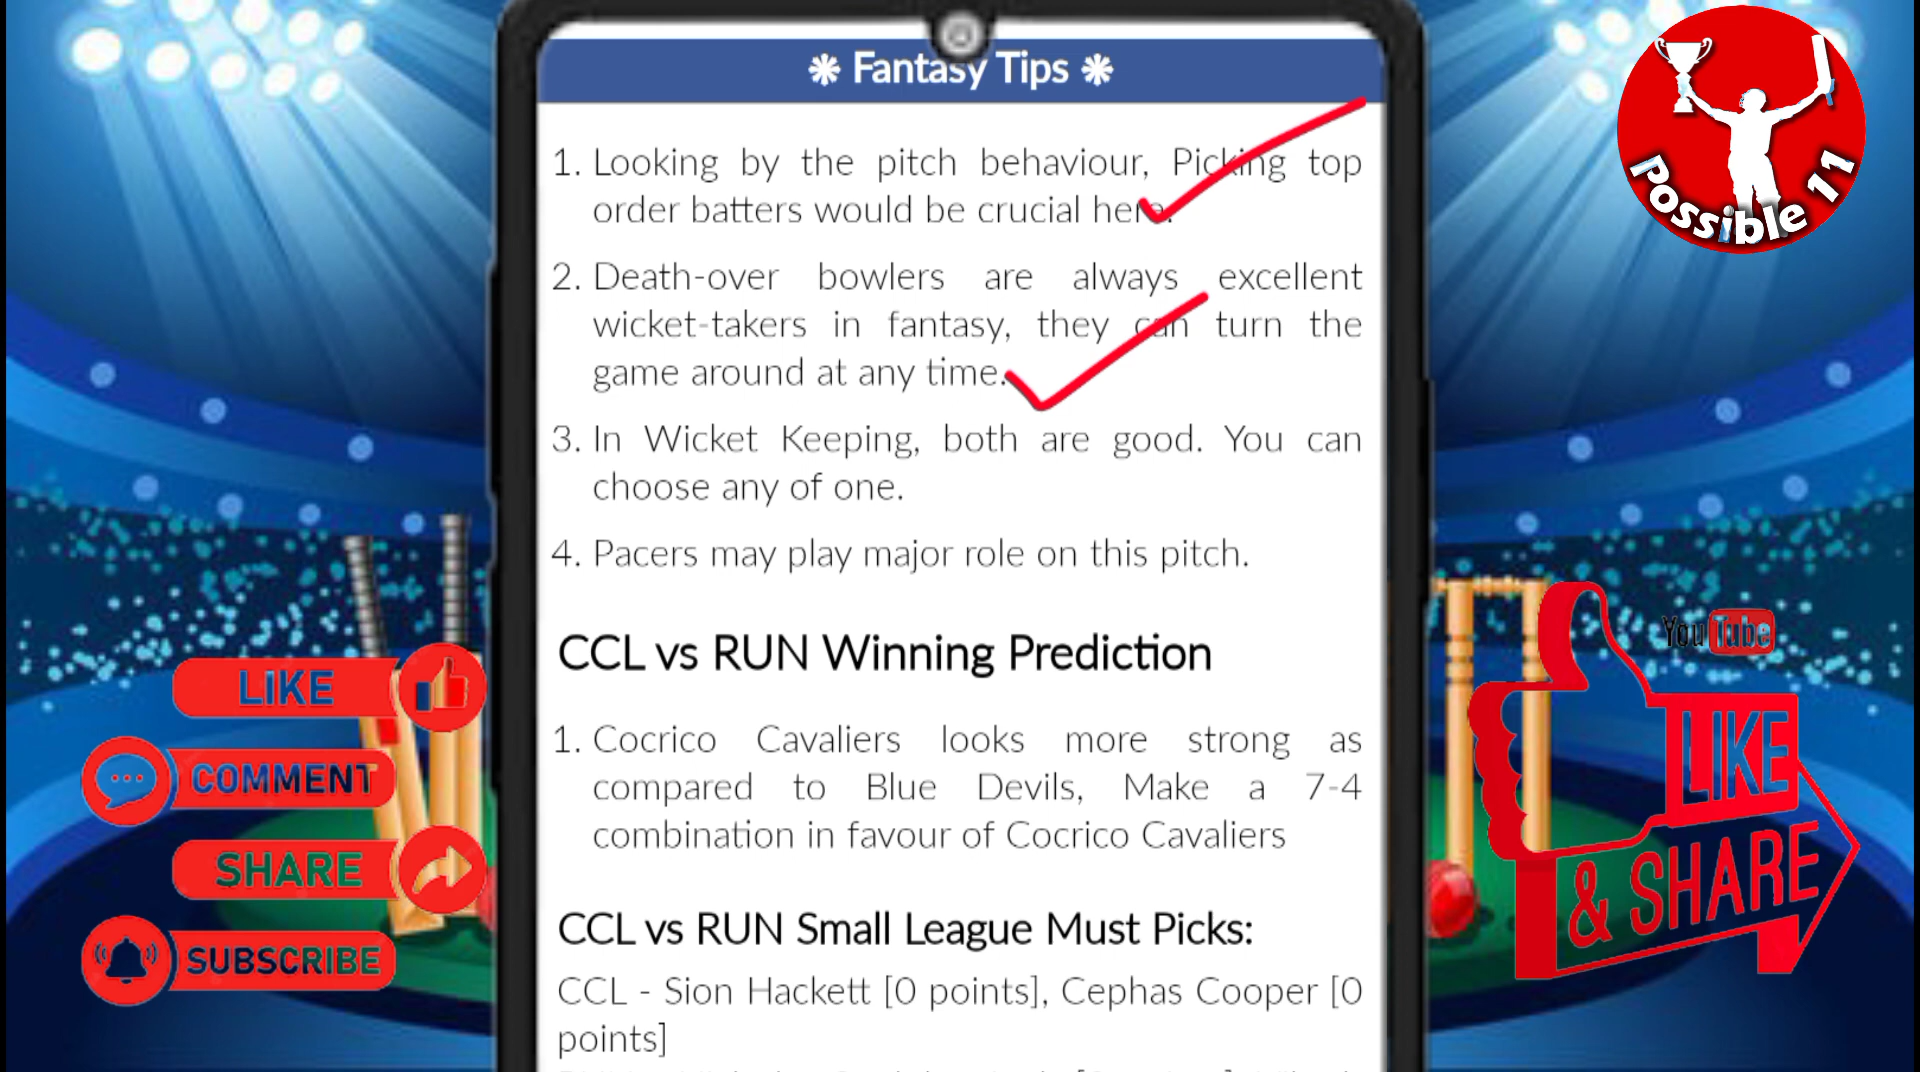 ❋ Fantasy Tips ❋
1. Looking by the pitch behaviour, Picking top
order batters would be crucial here.
2. Death-over bowlers are always excellent
wicket-takers in fantasy, they can turn the
game around at any time.
3. In Wicket Keeping, both are good. You can
choose any of one.
4. Pacers may play major role on this pitch.
CCL vs RUN Winning Prediction
1. Cocrico Cavaliers looks more strong as
compared to Blue Devils, Make a 7-4
combination in favour of Cocrico Cavaliers
CCL vs RUN Small League Must Picks:
CCL - Sion Hackett [0 points], Cephas Cooper [0
points]
LIKE
COMMENT
SHARE
SUBSCRIBE
Possible 11
YouTube
LIKE
& SHARE